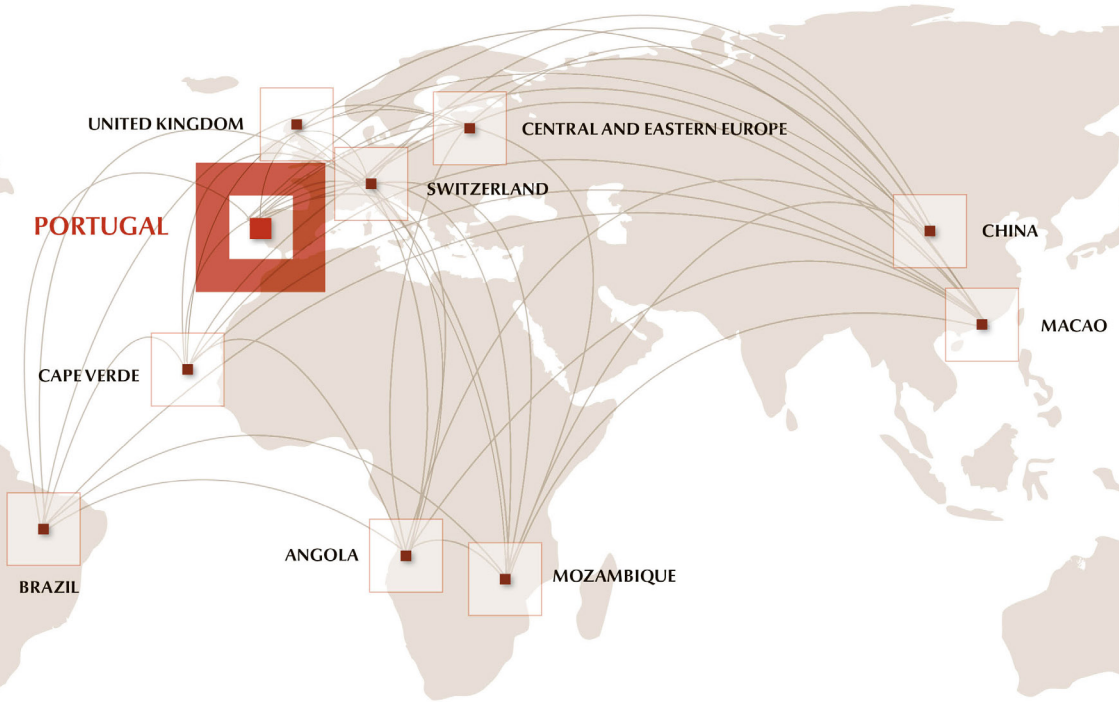 UNITED KINGDOM
CENTRAL AND EASTERN EUROPE
SWITZERLAND
PORTUGAL
CHINA
MACAO
CAPE VERDE
ANGOLA
MOZAMBIQUE
BRAZIL